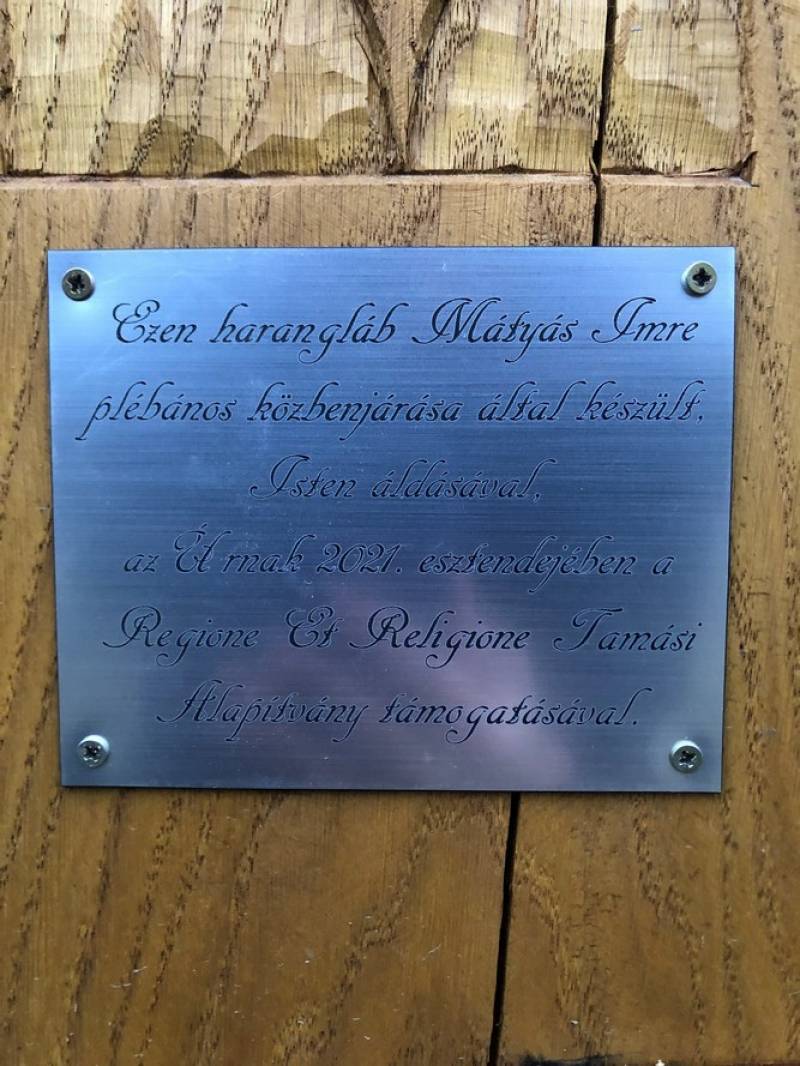 Ezen harangláb Mátyás Imre
plébános közbenjárása által készült,
Isten áldásával,
az Úrnak 2021. esztendejében a
Regione Et Religione Tamási
Alapítvány támogatásával.